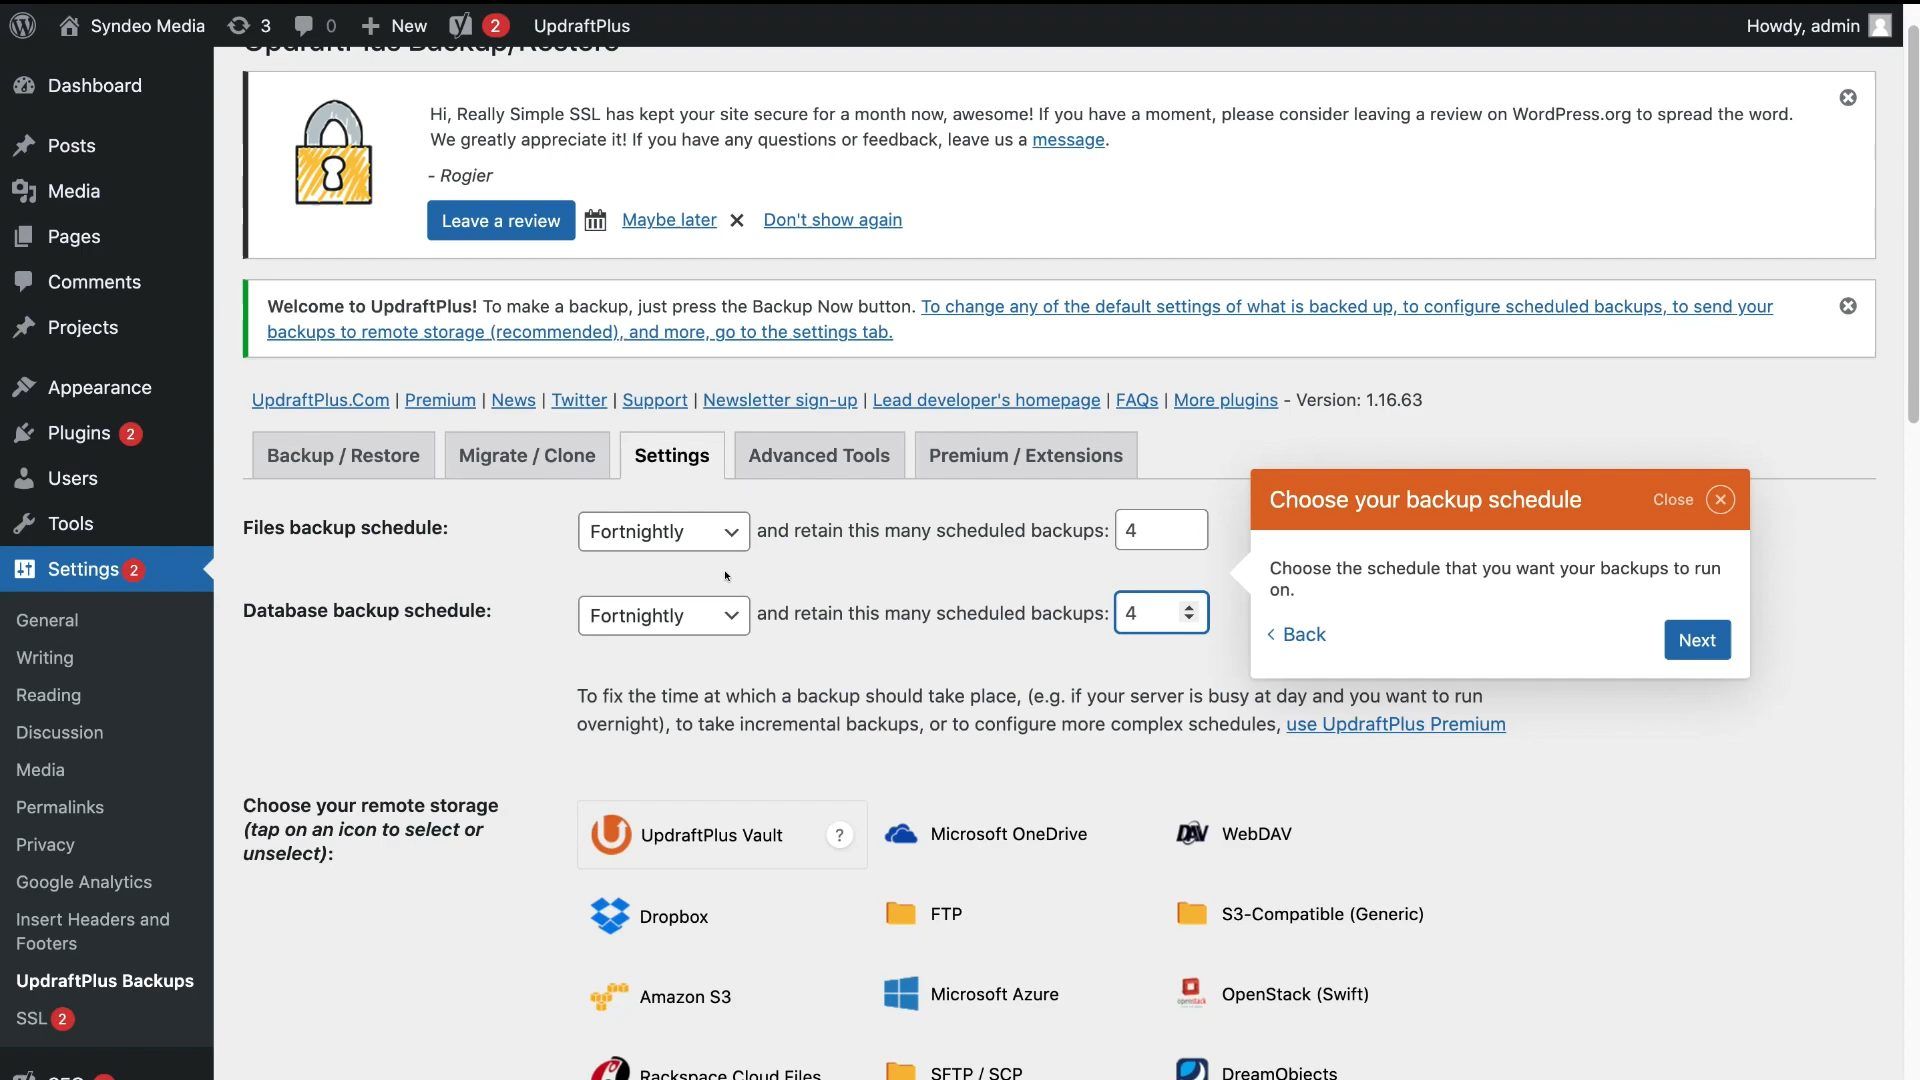 Syndeo Media 3 0 New 2 UpdraftPlus Howdy, admin
UpdraftPlus Backup/Restore
Dashboard
Posts
Media
Pages
Comments
Projects
Appearance
Plugins 2
Users
Tools
Settings 2
General
Writing
Reading
Discussion
Media
Permalinks
Privacy
Google Analytics
Insert Headers and
Footers
UpdraftPlus Backups
SSL 2
Hi, Really Simple SSL has kept your site secure for a month now, awesome! If you have a moment, please consider leaving a review on WordPress.org to spread the word.
We greatly appreciate it! If you have any questions or feedback, leave us a message.
- Rogier
Leave a review Maybe later Don't show again
Welcome to UpdraftPlus! To make a backup, just press the Backup Now button. To change any of the default settings of what is backed up, to configure scheduled backups, to send your
backups to remote storage (recommended), and more, go to the settings tab.
UpdraftPlus.Com | Premium | News | Twitter | Support | Newsletter sign-up | Lead developer's homepage | FAQs | More plugins - Version: 1.16.63
Backup / Restore Migrate / Clone Settings Advanced Tools Premium / Extensions
Files backup schedule: Fortnightly and retain this many scheduled backups: 4
Database backup schedule: Fortnightly and retain this many scheduled backups: 4
Choose your backup schedule Close
Choose the schedule that you want your backups to run
on.
< Back Next
To fix the time at which a backup should take place, (e.g. if your server is busy at day and you want to run
overnight), to take incremental backups, or to configure more complex schedules, use UpdraftPlus Premium
Choose your remote storage
(tap on an icon to select or
unselect):
UpdraftPlus Vault ? Microsoft OneDrive DAV WebDAV
Dropbox FTP S3-Compatible (Generic)
Amazon S3 Microsoft Azure openstack OpenStack (Swift)
Rackspace Cloud Files SFTP / SCP DreamObjects